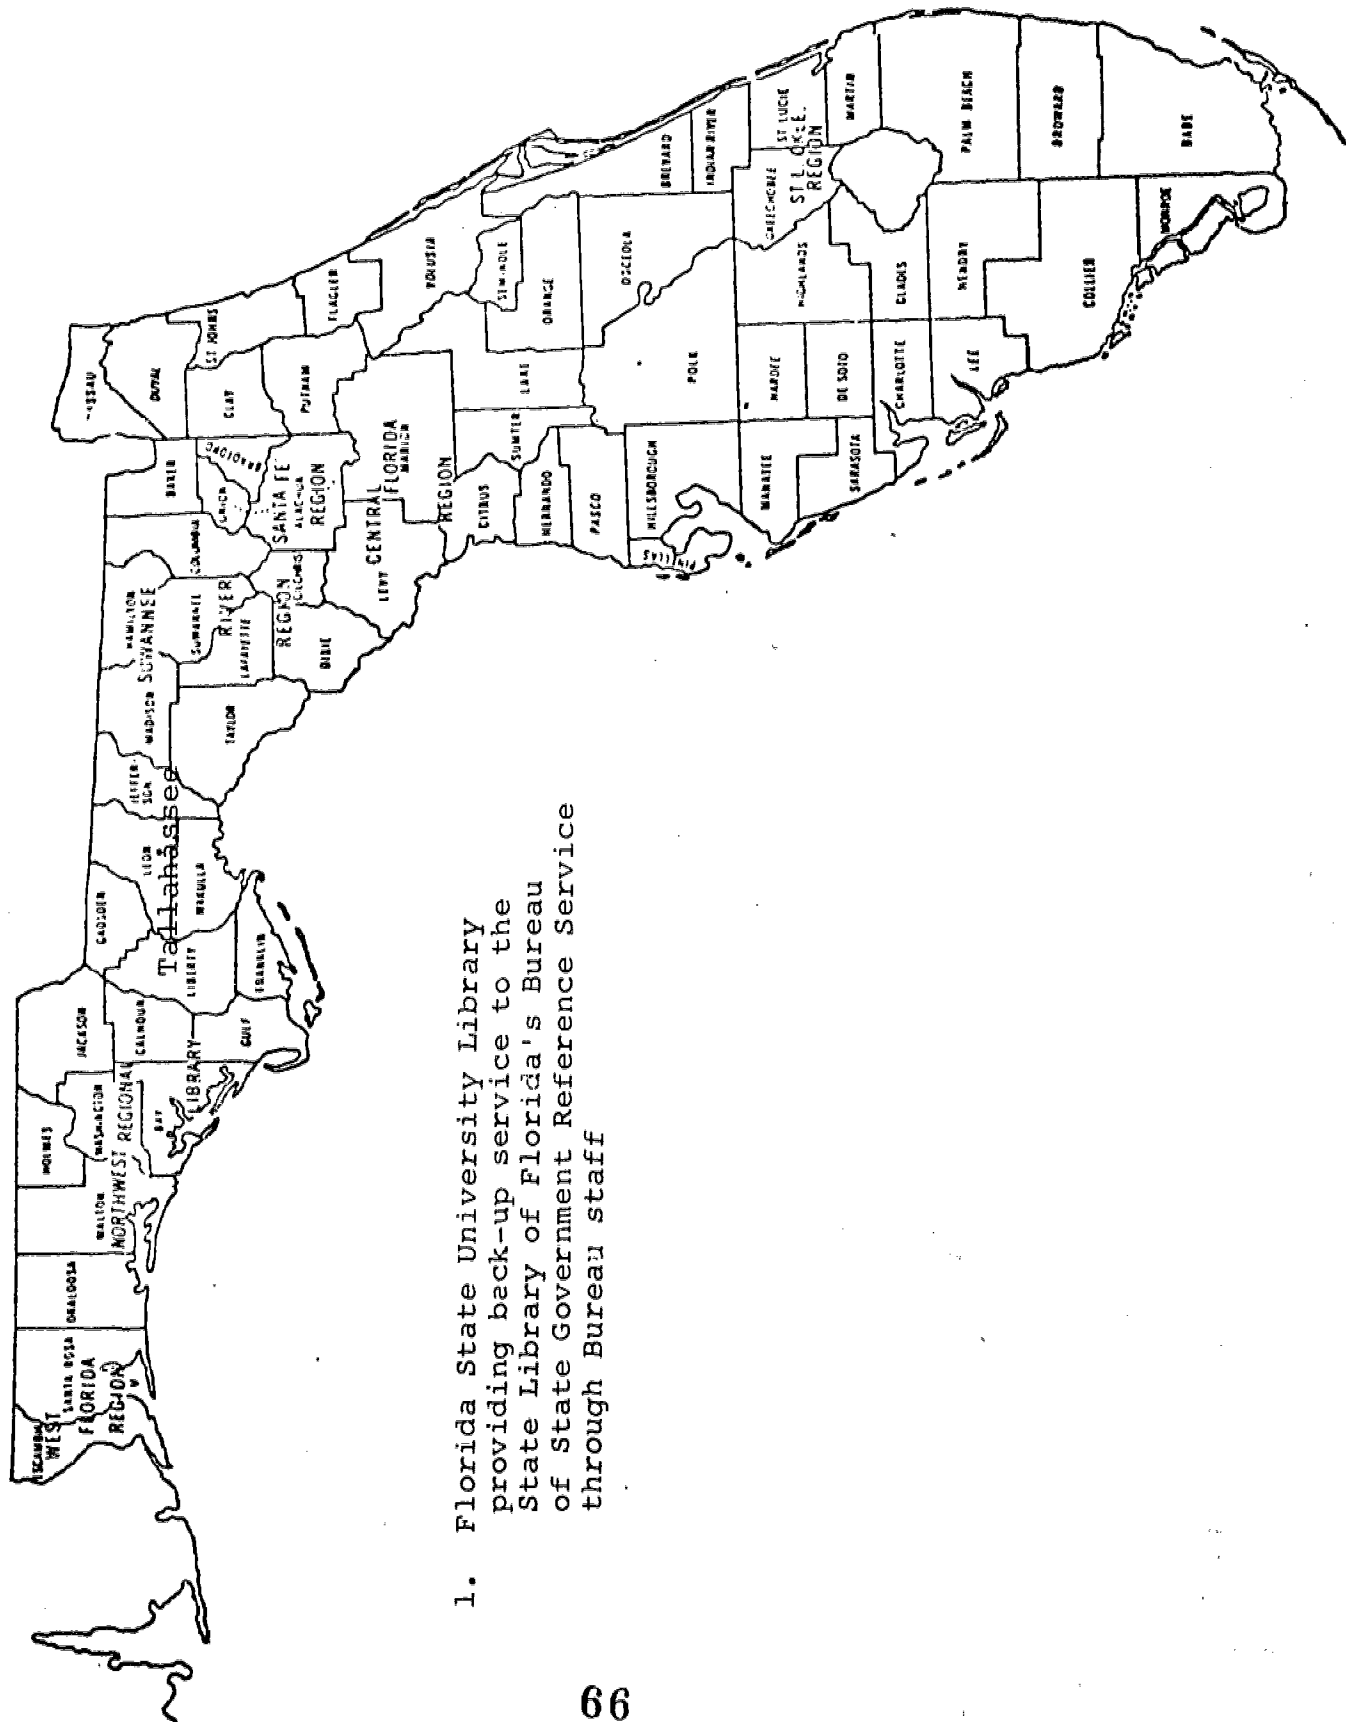 ESCAMBIA
WEST
SANTA ROSA
FLORIDA
REGION
OKALOOSA
WALTON
HOLMES
WASHINGTON
NORTHWEST REGIONAL
BAY
LIBRARY
JACKSON
CALHOUN
GULF
GADSDEN
LIBERTY
FRANKLIN
LEON
Tallahassee
WAKULLA
JEFFER-
SON
MADISON
TAYLOR
HAMILTON
SUWANNEE
SUWANNEE
RIVER
LAFAYETTE
REGION
DIXIE
COLUMBIA
GILCHRIST
BAKER
UNION
BRADFORD
SANTA FE
ALACHUA
REGION
NASSAU
DUVAL
CLAY
ST JOHNS
PUTNAM
FLAGLER
LEVY
CENTRAL
FLORIDA
MARION
REGION
VOLUSIA
CITRUS
SUMTER
LAKE
SEMINOLE
ORANGE
HERNANDO
PASCO
HILLSBOROUGH
PINELLAS
POLK
OSCEOLA
BREVARD
INDIAN RIVER
MANATEE
HARDEE
HIGHLANDS
OKEECHOBEE
ST LUCIE
ST L. OK-E.
REGION
SARASOTA
DE SOTO
MARTIN
CHARLOTTE
GLADES
LEE
HENDRY
PALM BEACH
COLLIER
BROWARD
MONROE
DADE
1. Florida State University Library
providing back-up service to the
State Library of Florida's Bureau
of State Government Reference Service
through Bureau staff
66